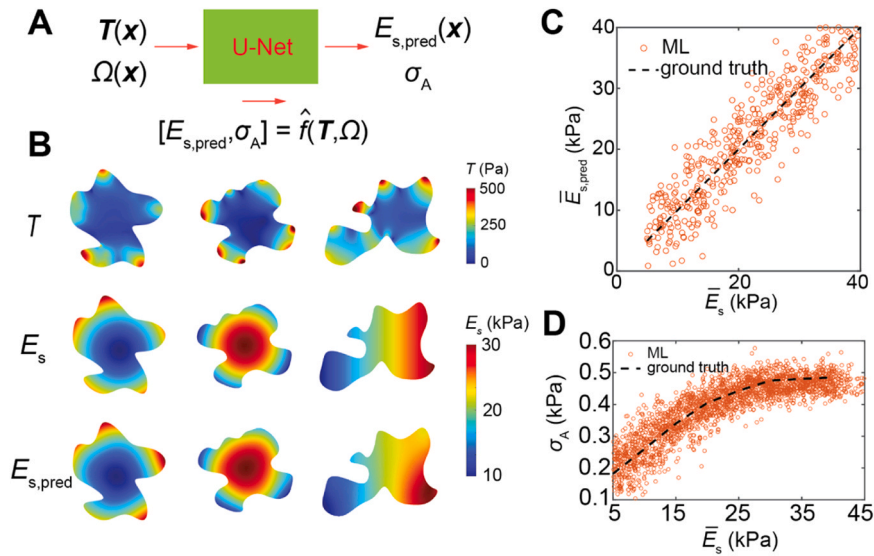 A
T(x)
Ω(x)
U-Net
E_s,pred(x)
σ_A
[E_s,pred,σ_A] = f̂(T,Ω)
B
T
T (Pa)
500
250
0
E_s
E_s (kPa)
30
20
10
E_s,pred
C
ML
ground truth
Ē_s,pred (kPa)
40
30
20
10
0
0
20
40
Ē_s (kPa)
D
ML
ground truth
σ_A (kPa)
0.6
0.5
0.4
0.3
0.2
0.1
5
15
25
35
45
Ē_s (kPa)